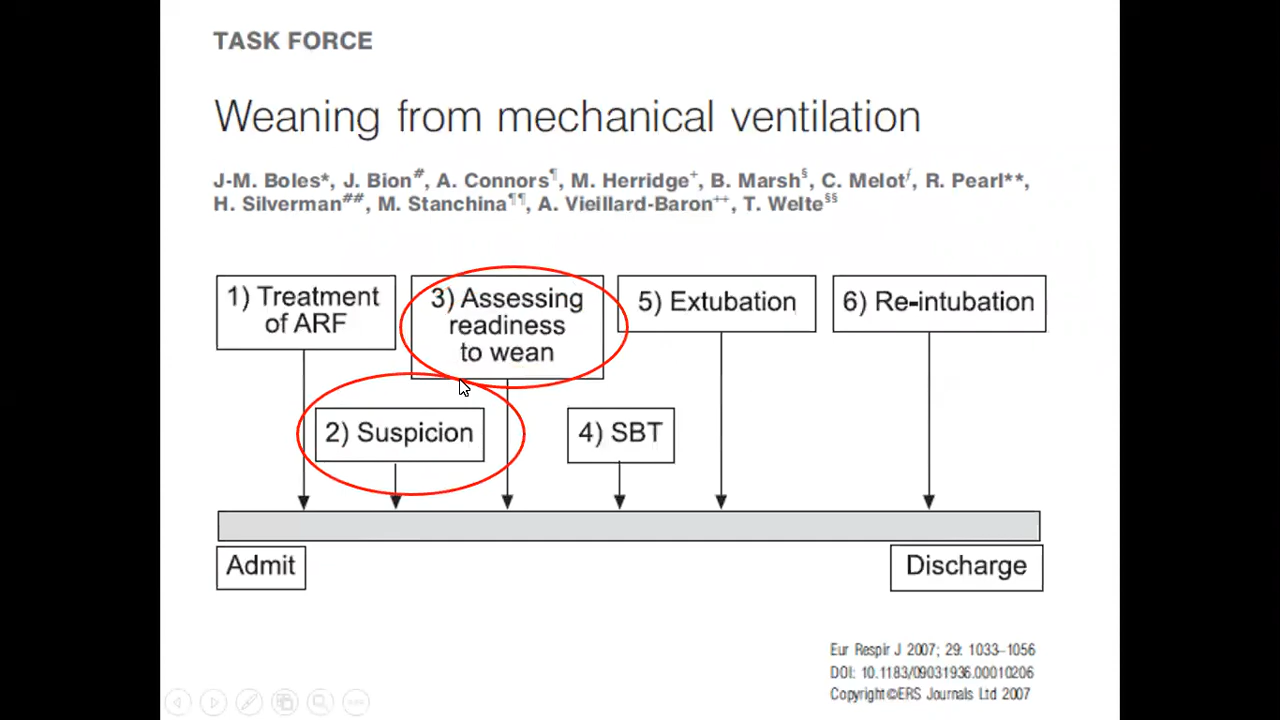 TASK FORCE
Weaning from mechanical ventilation
J-M. Boles*, J. Bion#, A. Connors¶, M. Herridge+, B. Marsh§, C. Melotƒ, R. Pearl**,
H. Silverman##, M. Stanchina¶¶, A. Vieillard-Baron++, T. Welte§§
1) Treatment
of ARF
3) Assessing
readiness
to wean
5) Extubation
6) Re-intubation
2) Suspicion
4) SBT
Admit
Discharge
Eur Respir J 2007; 29: 1033–1056
DOI: 10.1183/09031936.00010206
Copyright©ERS Journals Ltd 2007